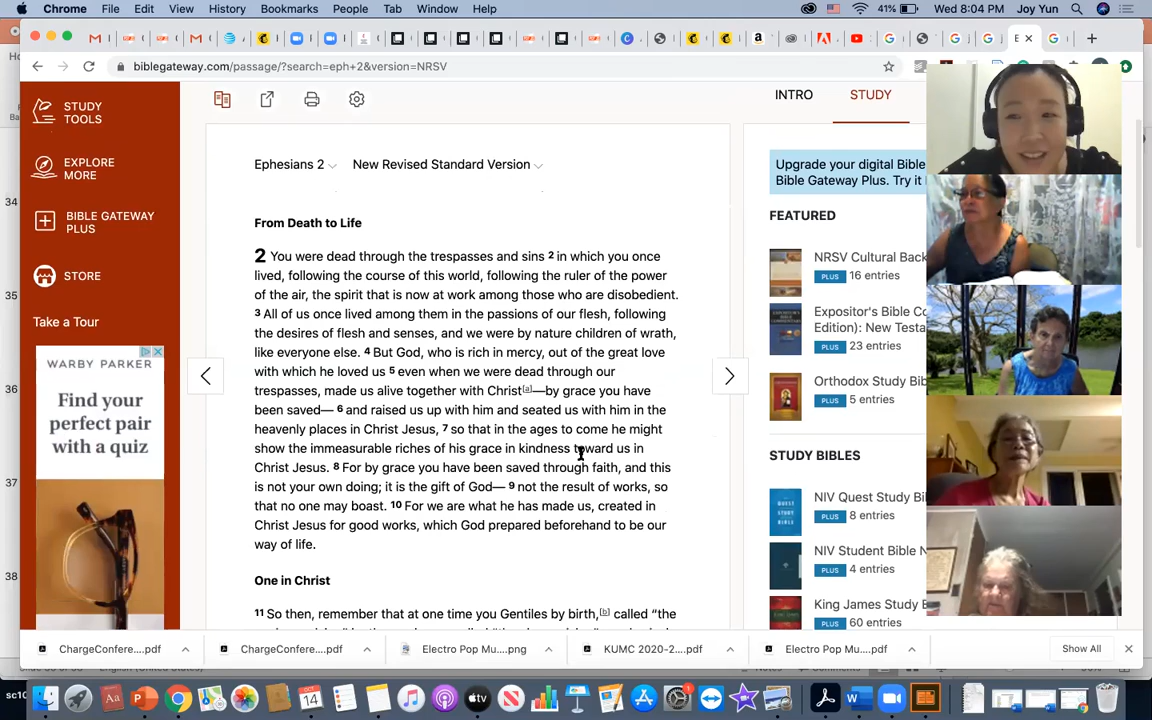 Chrome File Edit View History Bookmarks People Tab Window Help 41% Wed 8:04 PM Joy Yun
biblegateway.com/passage/?search=eph+2&version=NRSV
STUDY
TOOLS
EXPLORE
MORE
BIBLE GATEWAY
PLUS
STORE
Take a Tour
WARBY PARKER
Find your
perfect pair
with a quiz
34
35
36
37
38
Ephesians 2 New Revised Standard Version
From Death to Life
2 You were dead through the trespasses and sins 2 in which you once
lived, following the course of this world, following the ruler of the power
of the air, the spirit that is now at work among those who are disobedient.
3 All of us once lived among them in the passions of our flesh, following
the desires of flesh and senses, and we were by nature children of wrath,
like everyone else. 4 But God, who is rich in mercy, out of the great love
with which he loved us 5 even when we were dead through our
trespasses, made us alive together with Christ[a]—by grace you have
been saved— 6 and raised us up with him and seated us with him in the
heavenly places in Christ Jesus, 7 so that in the ages to come he might
show the immeasurable riches of his grace in kindness toward us in
Christ Jesus. 8 For by grace you have been saved through faith, and this
is not your own doing; it is the gift of God— 9 not the result of works, so
that no one may boast. 10 For we are what he has made us, created in
Christ Jesus for good works, which God prepared beforehand to be our
way of life.
One in Christ
11 So then, remember that at one time you Gentiles by birth,[b] called “the
INTRO STUDY
Upgrade your digital Bible
Bible Gateway Plus. Try it
FEATURED
NRSV Cultural Back
PLUS 16 entries
Expositor's Bible Co
Edition): New Testa
PLUS 23 entries
Orthodox Study Bib
PLUS 5 entries
STUDY BIBLES
NIV Quest Study Bi
PLUS 8 entries
NIV Student Bible N
PLUS 4 entries
King James Study B
PLUS 60 entries
ChargeConfere....pdf ChargeConfere....pdf Electro Pop Mu....png KUMC 2020-2....pdf Electro Pop Mu....pdf Show All
OCT
14